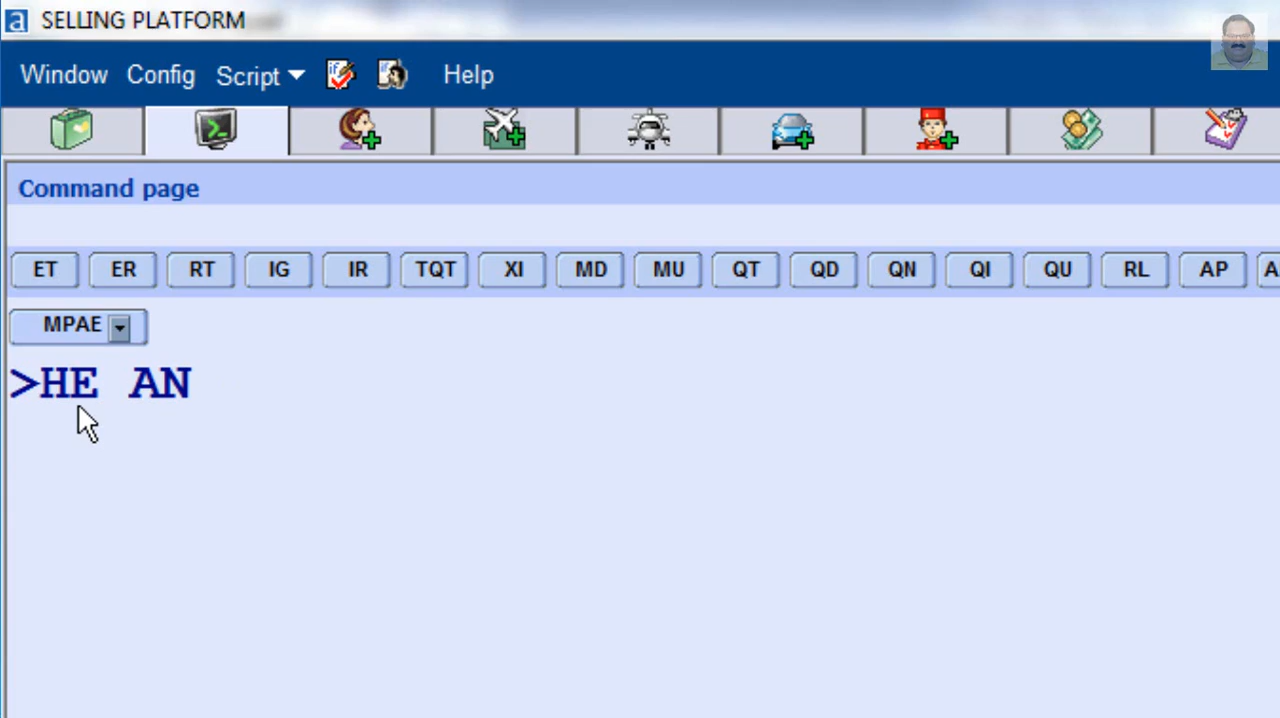 a SELLING PLATFORM
Window Config Script Help
Command page
ET ER RT IG IR TQT XI MD MU QT QD QN QI QU RL AP A
MPAE
>HE AN